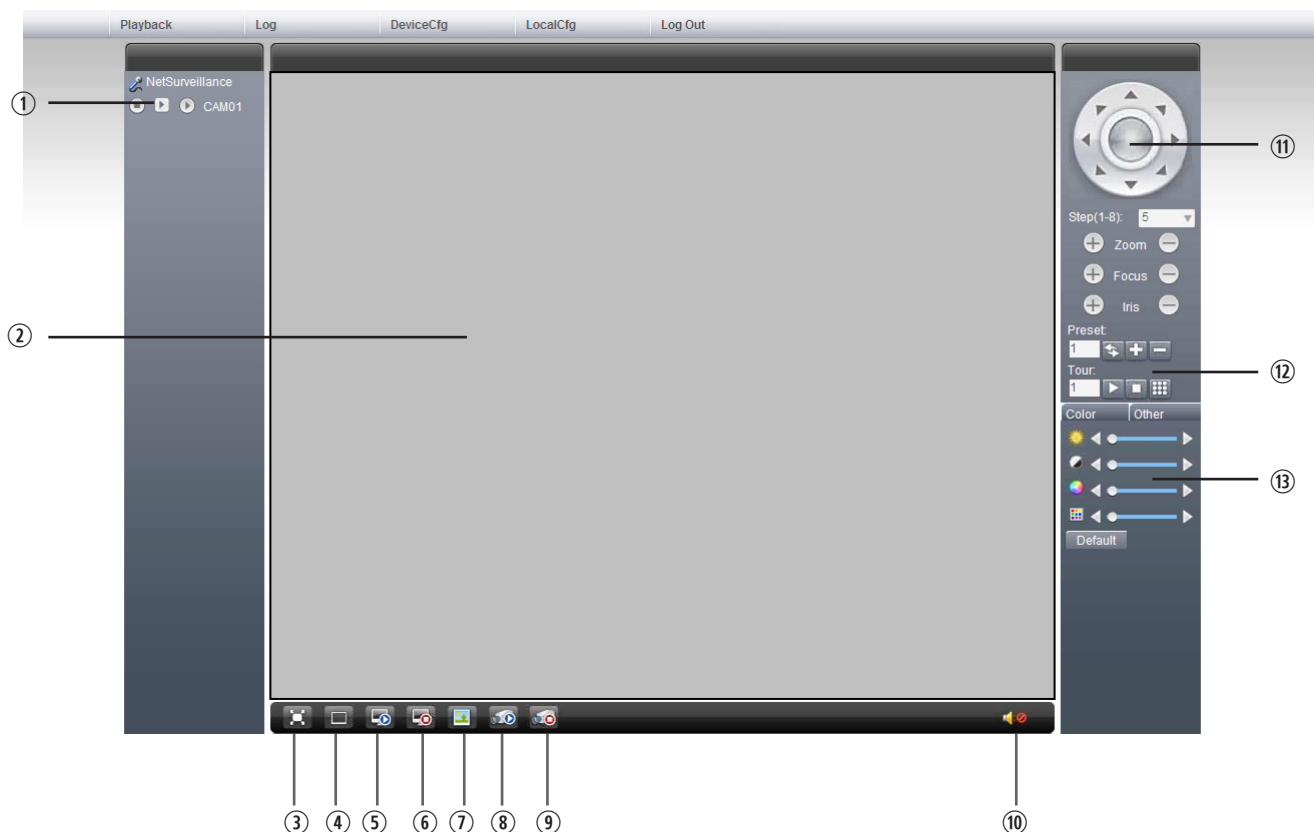 Playback Log DeviceCfg LocalCfg Log Out
NetSurveillance
① CAM01
⑪
Step(1-8): 5
Zoom
Focus
Iris
②
Preset:
1
Tour:
⑫
1
Color Other
⑬
Default
③ ④ ⑤ ⑥ ⑦ ⑧ ⑨ ⑩